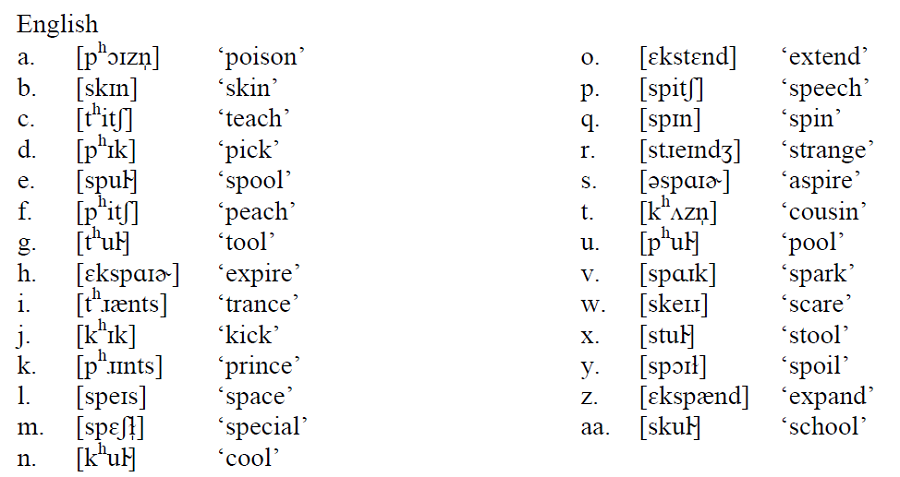 English
a. [pʰɔɪzn̩] ‘poison’
b. [skɪn] ‘skin’
c. [tʰitʃ] ‘teach’
d. [pʰɪk] ‘pick’
e. [spuɫ] ‘spool’
f. [pʰitʃ] ‘peach’
g. [tʰuɫ] ‘tool’
h. [ɛkspɑɪɚ] ‘expire’
i. [tʰɹænts] ‘trance’
j. [kʰɪk] ‘kick’
k. [pʰɹɪnts] ‘prince’
l. [speɪs] ‘space’
m. [spɛʃɫ̩] ‘special’
n. [kʰuɫ] ‘cool’
o. [ɛkstɛnd] ‘extend’
p. [spitʃ] ‘speech’
q. [spɪn] ‘spin’
r. [stɹeɪndʒ] ‘strange’
s. [əspɑɪɚ] ‘aspire’
t. [kʰʌzn̩] ‘cousin’
u. [pʰuɫ] ‘pool’
v. [spɑɪk] ‘spark’
w. [skeɪɹ] ‘scare’
x. [stuɫ] ‘stool’
y. [spɔɪɫ] ‘spoil’
z. [ɛkspænd] ‘expand’
aa. [skuɫ] ‘school’